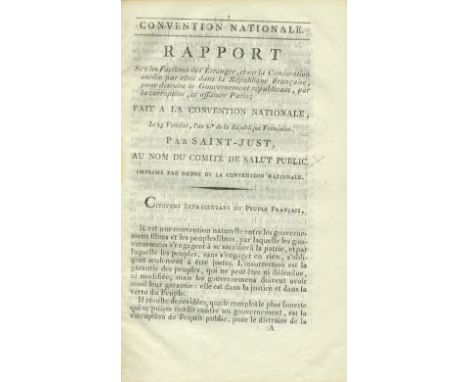 CONVENTION NATIONALE.
RAPPORT
Sur les Factions de l'Étranger, et sur la Conjuration
ourdie par elles dans la République Française,
pour détruire le Gouvernement républicain, par
la corruption, et affamer Paris;
FAIT A LA CONVENTION NATIONALE,
Le 23 Ventôse, l'an II.e de la République Française.
PAR SAINT-JUST,
AU NOM DU COMITÉ DE SALUT PUBLIC.
IMPRIMÉ PAR ORDRE DE LA CONVENTION NATIONALE.
CITOYENS REPRÉSENTANS DU PEUPLE FRANÇAIS,
Il est une convention naturelle entre les gouverne-
mens libres et les peuples libres, par laquelle les gou-
vernemens s'engagent à se sacrifier à la patrie, et par
laquelle les peuples, sans s'engager en rien, s'obli-
gent seulement à être justes. L'insurrection est la
garantie des peuples, qui ne peut être ni défendue,
ni modifiée; mais les gouvernemens doivent avoir
aussi leur garantie: elle est dans la justice et dans la
vertu du Peuple.
Il résulte de ces idées, que le complot le plus funeste
qui se puisse ourdir contre un gouvernement, est la
corruption de l'esprit public, pour le distraire de la
A